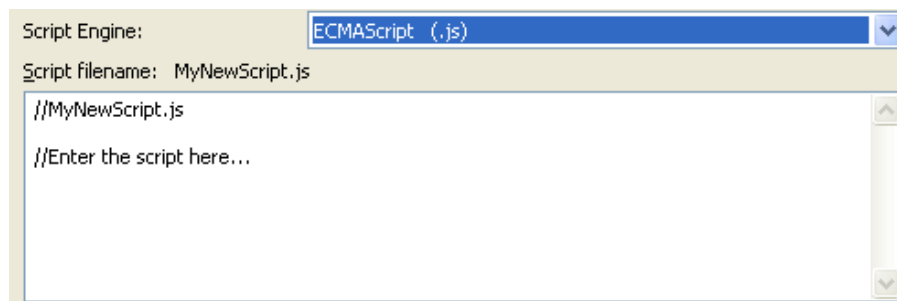 Script Engine: ECMAScript (.js)
Script filename: MyNewScript.js
//MyNewScript.js
//Enter the script here...